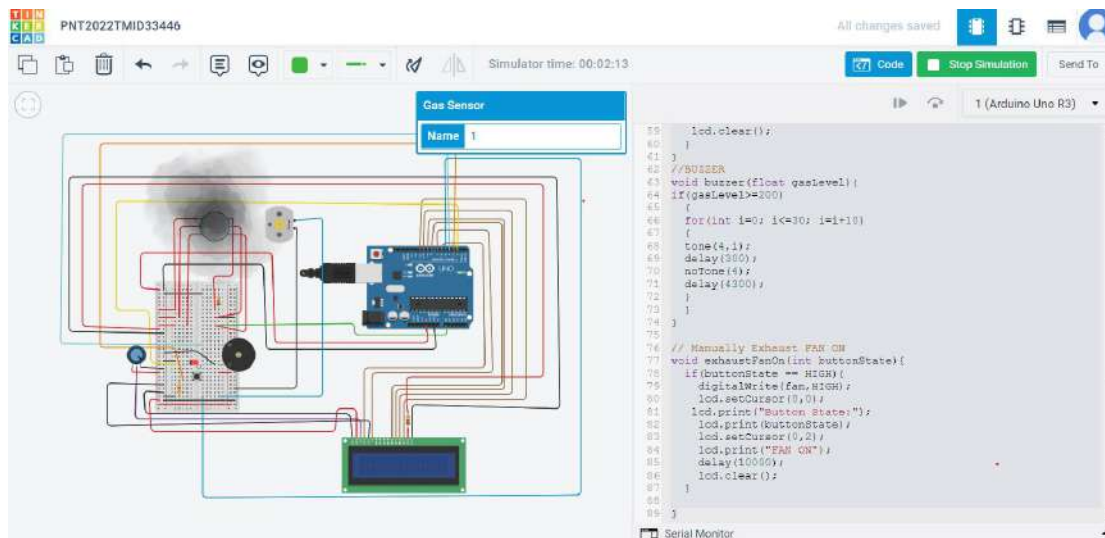 TIN
KER
CAD
PNT2022TMID33446
All changes saved
Simulator time: 00:02:13
Code
Stop Simulation
Send To
Gas Sensor
Name 1
1 (Arduino Uno R3)
59 lcd.clear();
60 }
61 }
62 //BUZZER
63 void buzzer(float gasLevel){
64 if(gasLevel>=200)
65 {
66 for(int i=0; i<=30; i=i+10)
67 {
68 tone(4,i);
69 delay(300);
70 noTone(4);
71 delay(4300);
72 }
73 }
74 }
75
76 // Manually Exhaust FAN ON
77 void exhaustFanOn(int buttonState){
78 if(buttonState == HIGH){
79 digitalWrite(fan,HIGH);
80 lcd.setCursor(0,0);
81 lcd.print("Button State:");
82 lcd.print(buttonState);
83 lcd.setCursor(0,2);
84 lcd.print("FAN ON");
85 delay(10000);
86 lcd.clear();
87 }
88
89 }
Serial Monitor
UNO